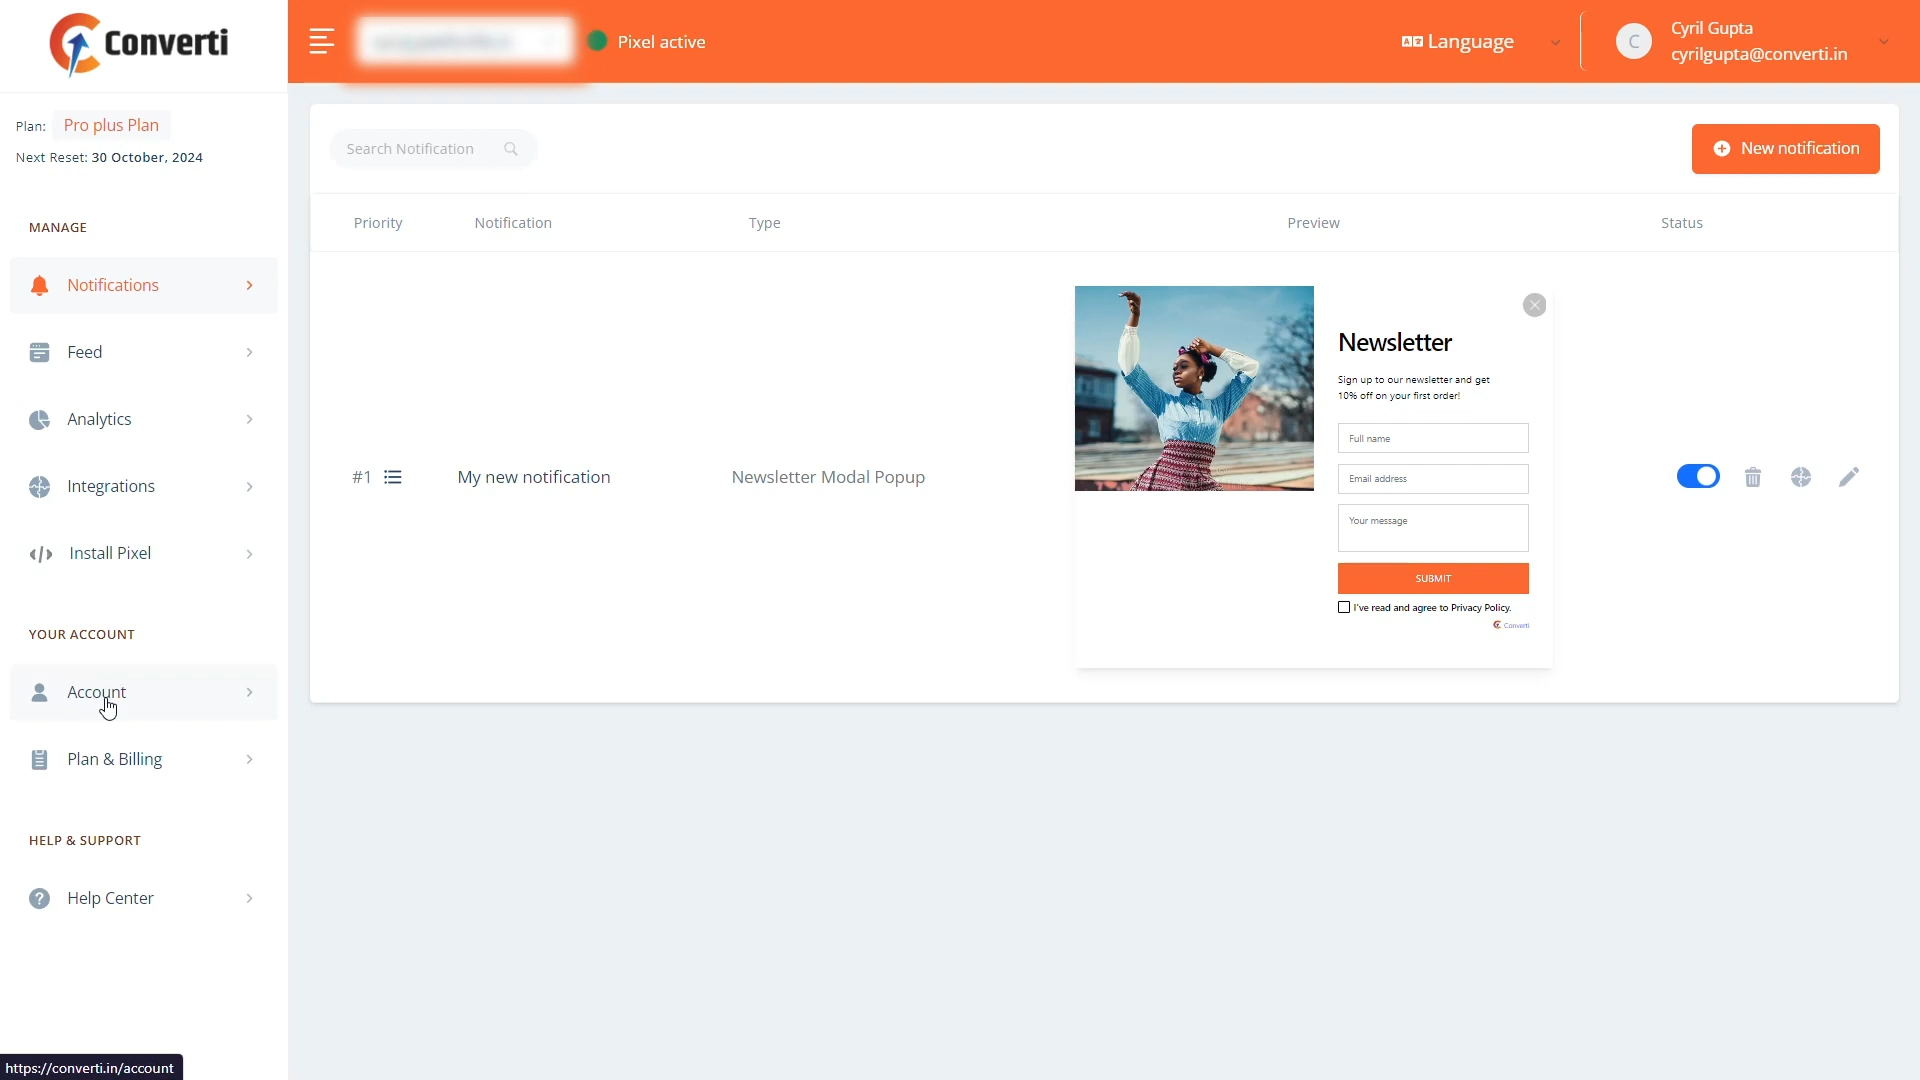 Converti
Pixel active
Language
C
Cyril Gupta
cyrilgupta@converti.in
Plan: Pro plus Plan
Next Reset: 30 October, 2024
MANAGE
Notifications
Feed
Analytics
Integrations
Install Pixel
YOUR ACCOUNT
Account
Plan & Billing
HELP & SUPPORT
Help Center
https://converti.in/account
Search Notification
New notification
Priority Notification Type Preview Status
#1 My new notification Newsletter Modal Popup
Newsletter
Sign up to our newsletter and get
10% off on your first order!
Full name
Email address
Your message
SUBMIT
I've read and agree to Privacy Policy.
Converti